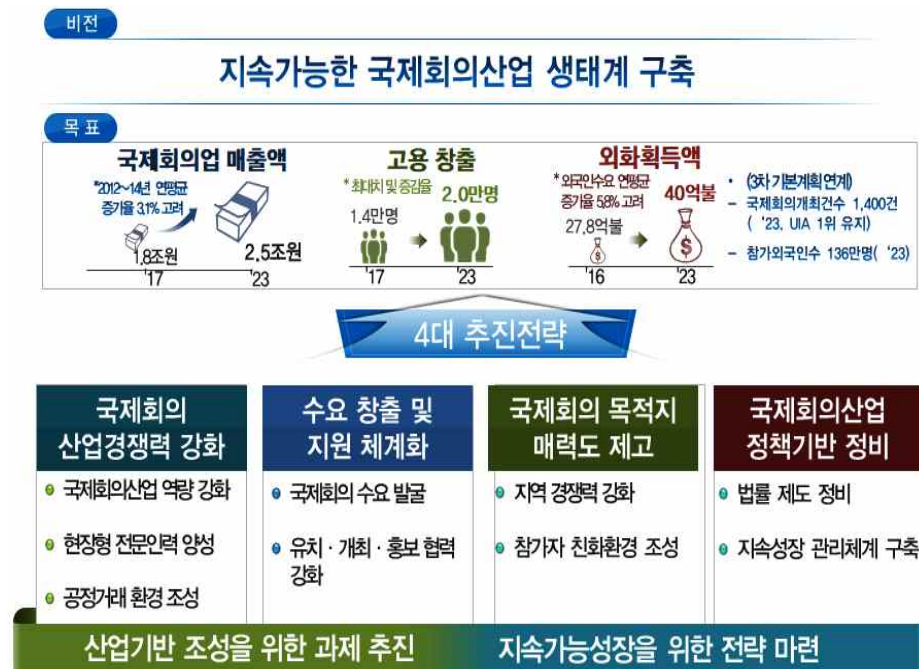 비전
지속가능한 국제회의산업 생태계 구축
목표
국제회의업 매출액
*2012~14년 연평균
증가율 3.1% 고려
1.8조원
2.5조원
'17
'23
고용 창출
* 최대치 및 증감율
1.4만명
2.0만명
'17
'23
외화획득액
* 외국인수요 연평균
증가율 5.8% 고려
27.8억불
40억불
$
$
'16
'23
• (3차 기본계획 연계)
– 국제회의개최건수 1,400건
( '23, UIA 1위 유지)
– 참가외국인수 136만명( '23)
4대 추진전략
국제회의
산업경쟁력 강화
국제회의산업 역량 강화
현장형 전문인력 양성
공정거래 환경 조성
수요 창출 및
지원 체계화
국제회의 수요 발굴
유치 · 개최 · 홍보 협력
강화
국제회의 목적지
매력도 제고
지역 경쟁력 강화
참가자 친화환경 조성
국제회의산업
정책기반 정비
법률 제도 정비
지속성장 관리체계 구축
산업기반 조성을 위한 과제 추진
지속가능성장을 위한 전략 마련